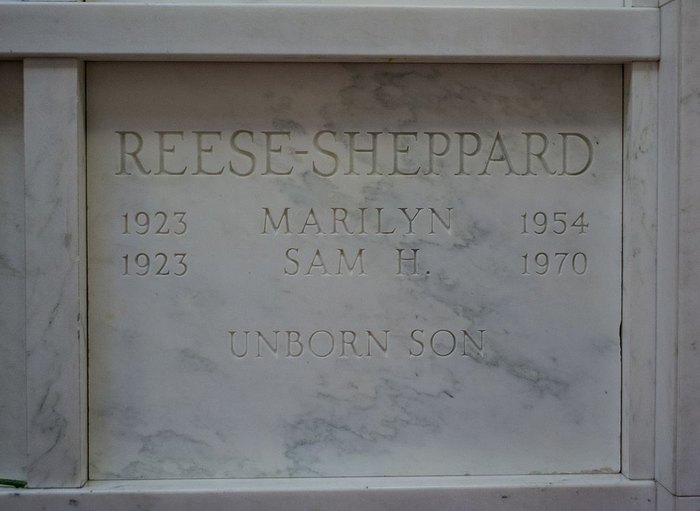 REESE-SHEPPARD
1923 MARILYN 1954
1923 SAM H. 1970
UNBORN SON